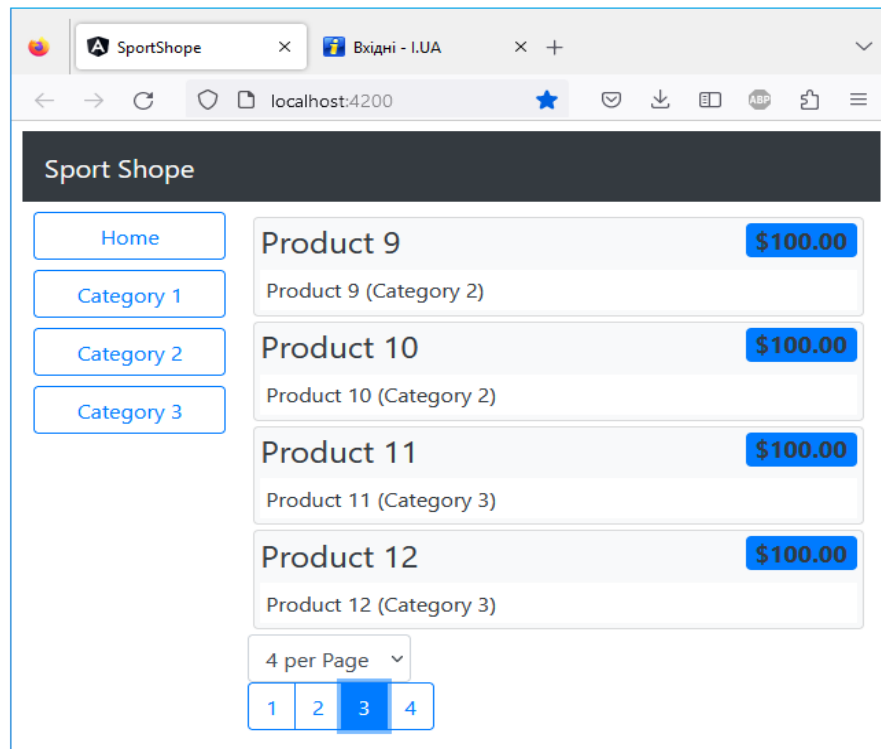 SportShope
Вхідні - I.UA
localhost:4200
ABP
Sport Shope
Home
Category 1
Category 2
Category 3
Product 9
$100.00
Product 9 (Category 2)
Product 10
$100.00
Product 10 (Category 2)
Product 11
$100.00
Product 11 (Category 3)
Product 12
$100.00
Product 12 (Category 3)
4 per Page
1 2 3 4